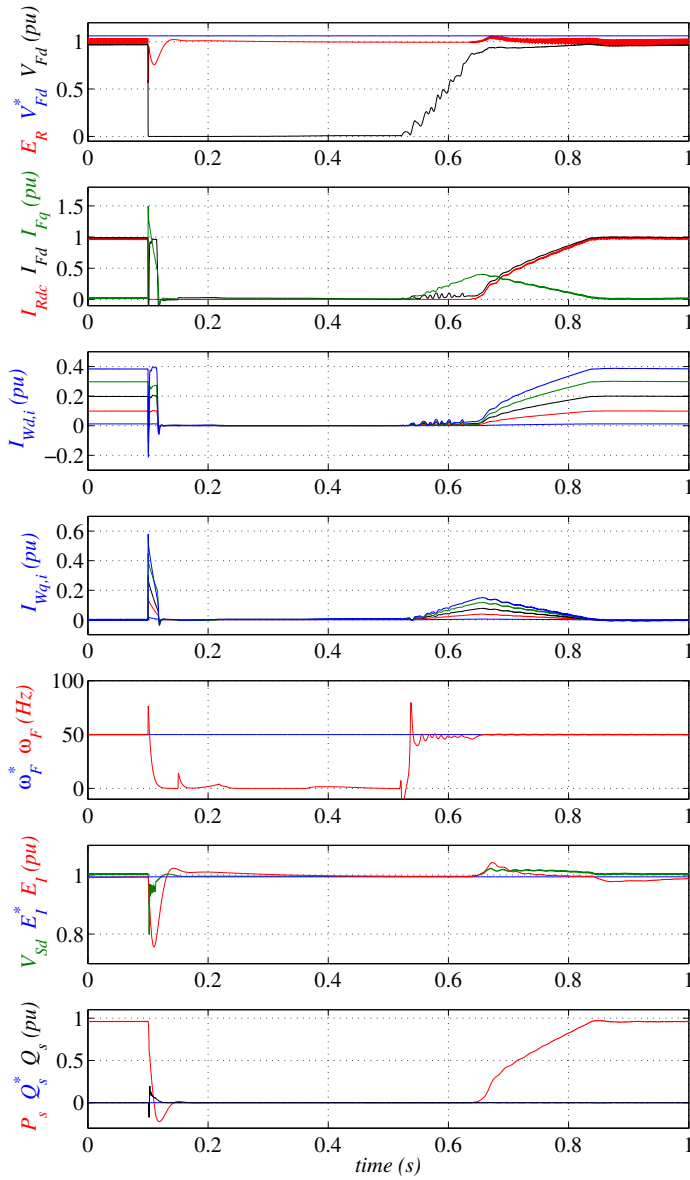 E_R V*_Fd V_Fd (pu)
1
0.5
0
0 0.2 0.4 0.6 0.8 1
I_Rdc I_Fd I_Fq (pu)
1.5
1
0.5
0
0 0.2 0.4 0.6 0.8 1
I_Wd,i (pu)
0.4
0.2
0
−0.2
0 0.2 0.4 0.6 0.8 1
I_Wq,i (pu)
0.6
0.4
0.2
0
0 0.2 0.4 0.6 0.8 1
ω*_F ω_F (Hz)
100
50
0
0 0.2 0.4 0.6 0.8 1
V_Sd E*_I E_I (pu)
1
0.8
0 0.2 0.4 0.6 0.8 1
P_s Q*_s Q_s (pu)
1
0.5
0
0 0.2 0.4 0.6 0.8 1
time (s)